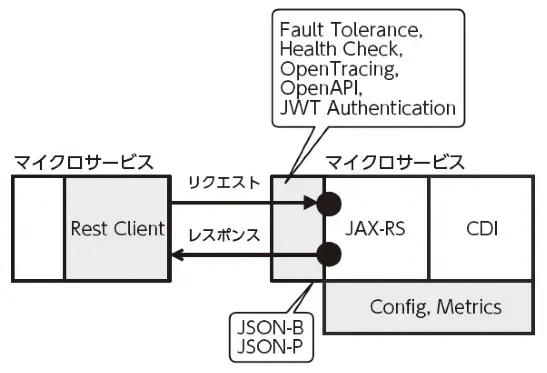 Fault Tolerance,
Health Check,
OpenTracing,
OpenAPI,
JWT Authentication
マイクロサービス
マイクロサービス
リクエスト
Rest Client
レスポンス
JAX-RS
CDI
Config, Metrics
JSON-B
JSON-P